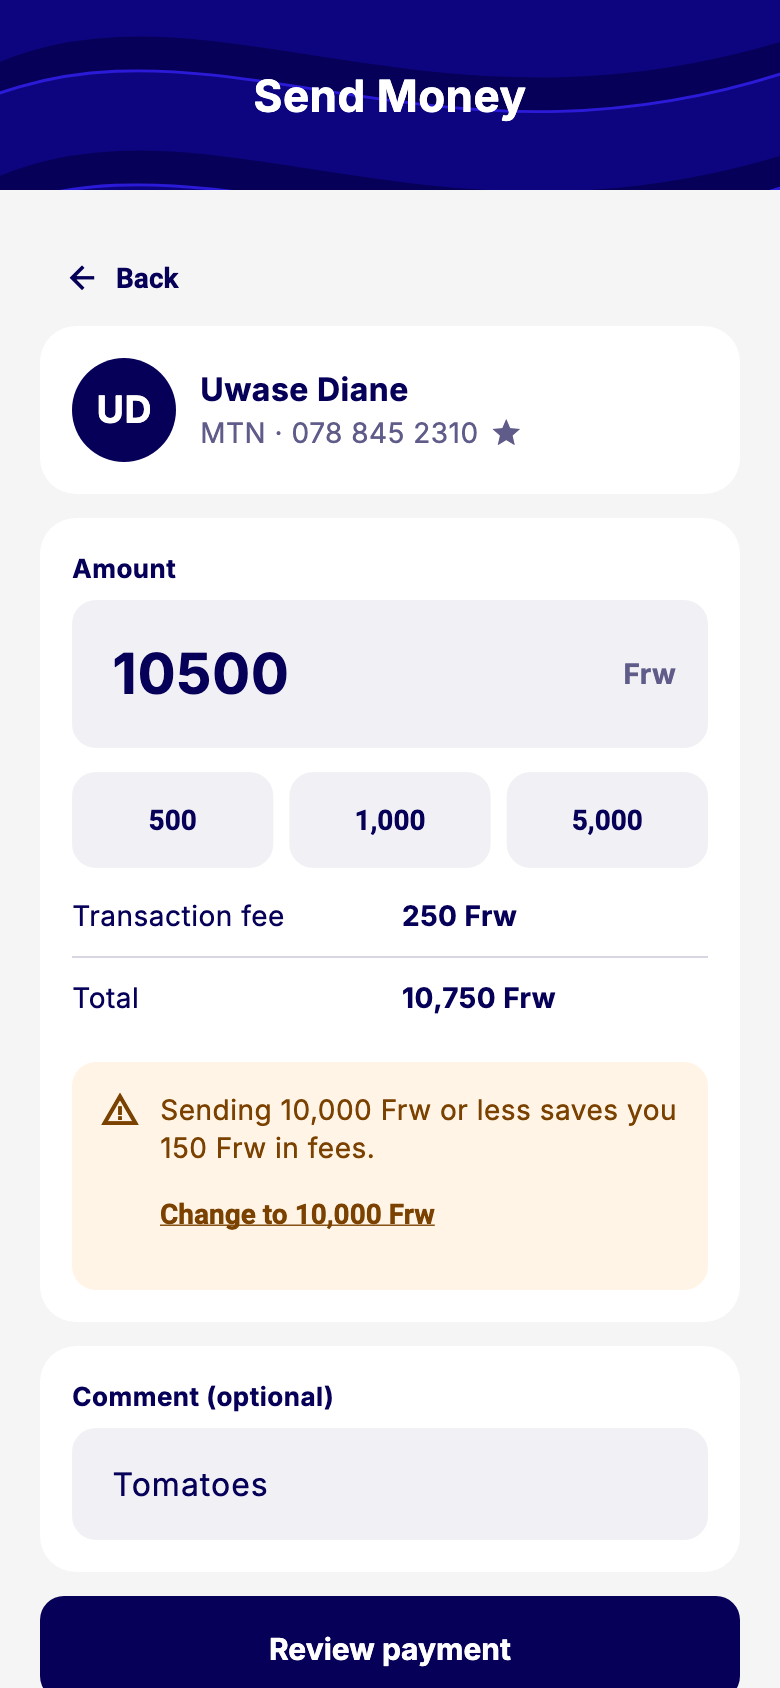 Send Money
Back
UD
Uwase Diane
MTN · 078 845 2310
Amount
10500
Frw
500
1,000
5,000
Transaction fee
250 Frw
Total
10,750 Frw
Sending 10,000 Frw or less saves you
150 Frw in fees.
Change to 10,000 Frw
Comment (optional)
Tomatoes
Review payment